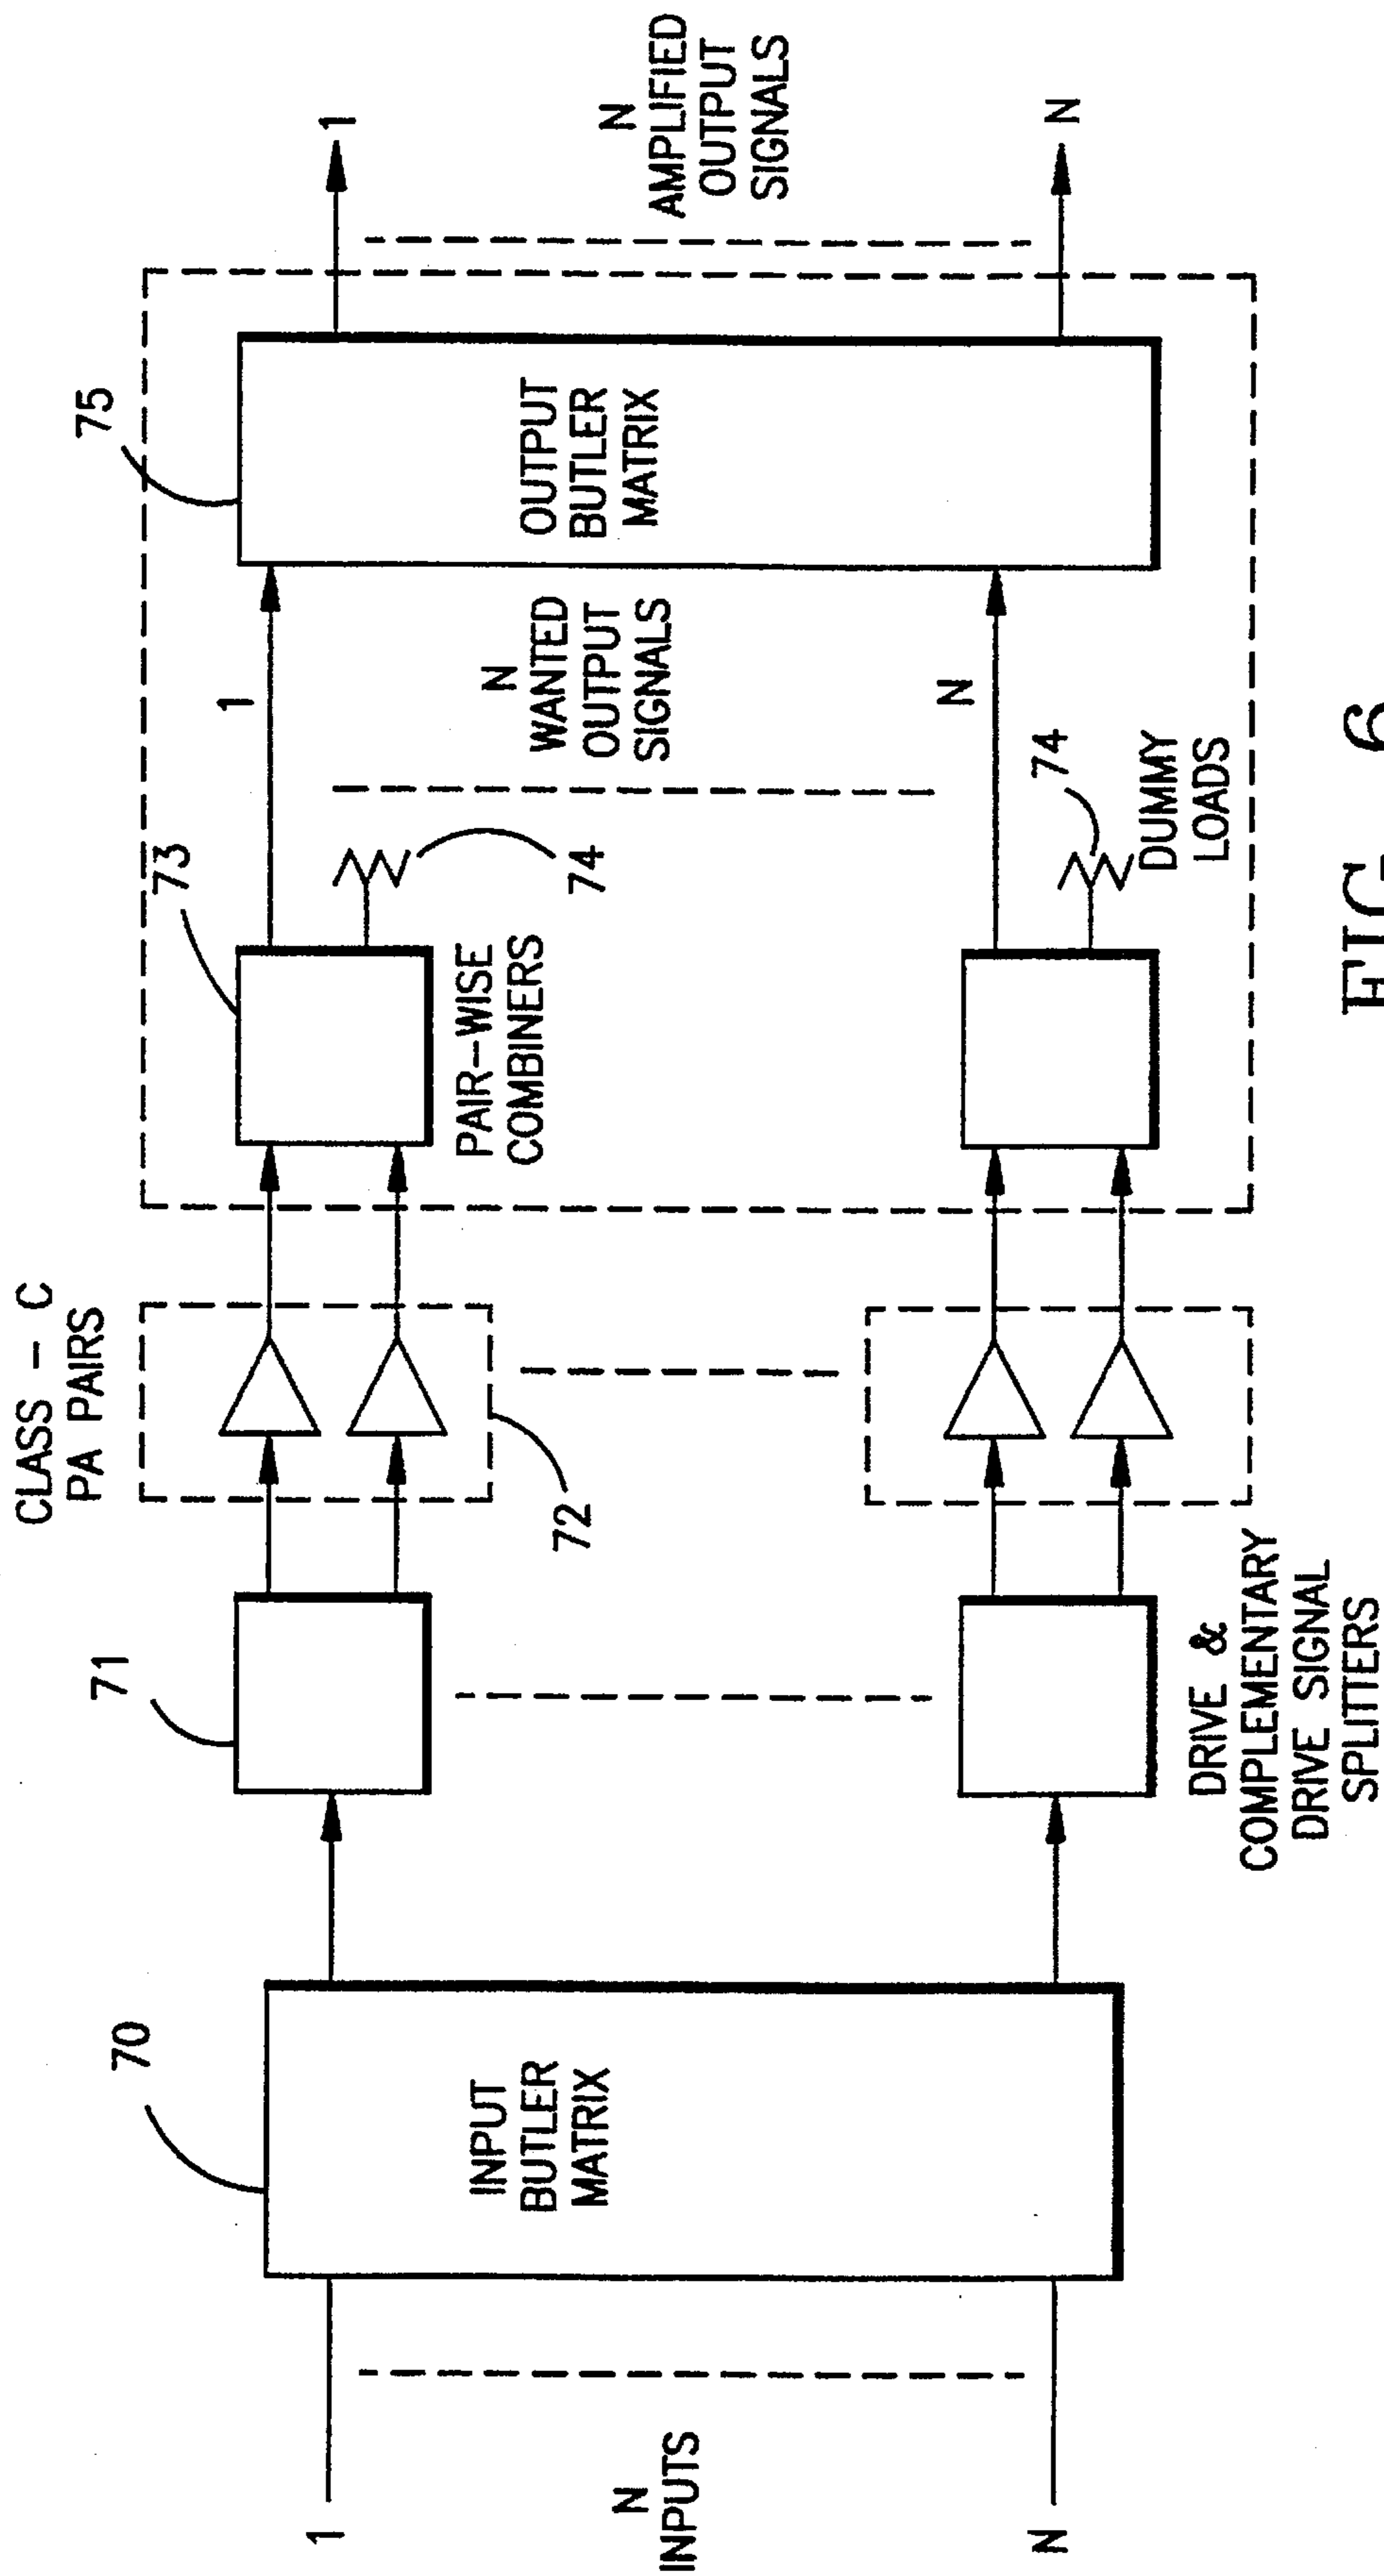 CLASS - C
PA PAIRS
70
71
72
73
74
74
75
1
N
INPUTS
N
INPUT
BUTLER
MATRIX
DRIVE &
COMPLEMENTARY
DRIVE SIGNAL
SPLITTERS
PAIR-WISE
COMBINERS
DUMMY
LOADS
1
N
WANTED
OUTPUT
SIGNALS
N
OUTPUT
BUTLER
MATRIX
1
N
AMPLIFIED
OUTPUT
SIGNALS
N
FIG